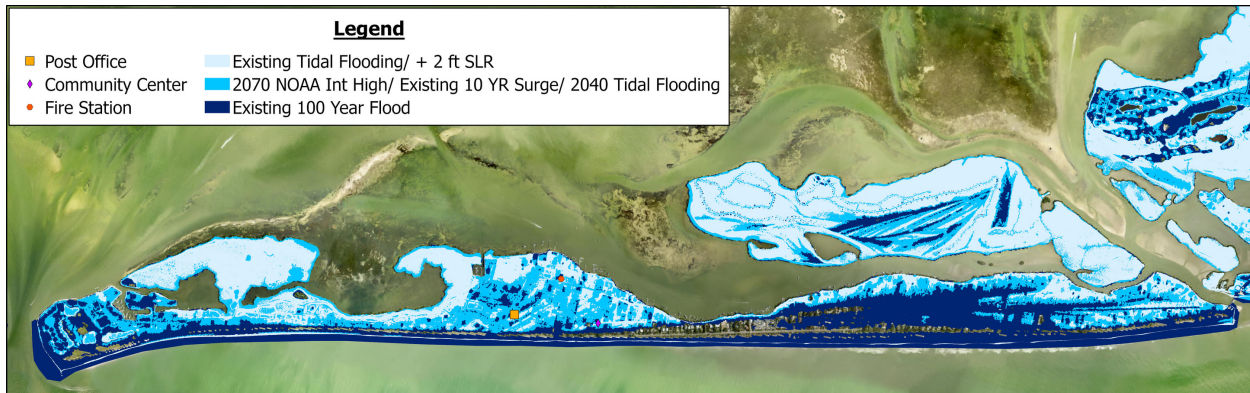 Legend
Post Office
Existing Tidal Flooding/ + 2 ft SLR
Community Center
2070 NOAA Int High/ Existing 10 YR Surge/ 2040 Tidal Flooding
Fire Station
Existing 100 Year Flood